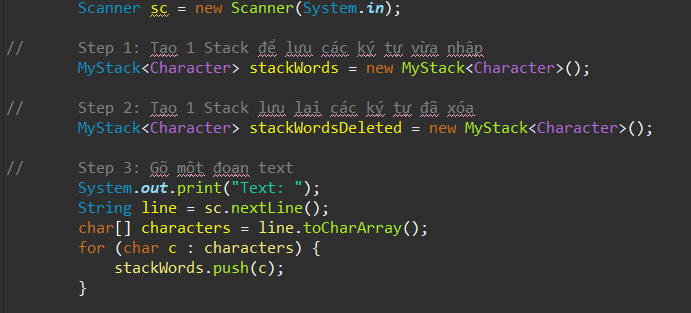 Scanner sc = new Scanner(System.in);
// Step 1: Tạo 1 Stack để lưu các ký tự vừa nhập
MyStack<Character> stackWords = new MyStack<Character>();
// Step 2: Tạo 1 Stack lưu lại các ký tự đã xóa
MyStack<Character> stackWordsDeleted = new MyStack<Character>();
// Step 3: Gõ một đoạn text
System.out.print("Text: ");
String line = sc.nextLine();
char[] characters = line.toCharArray();
for (char c : characters) {
stackWords.push(c);
}